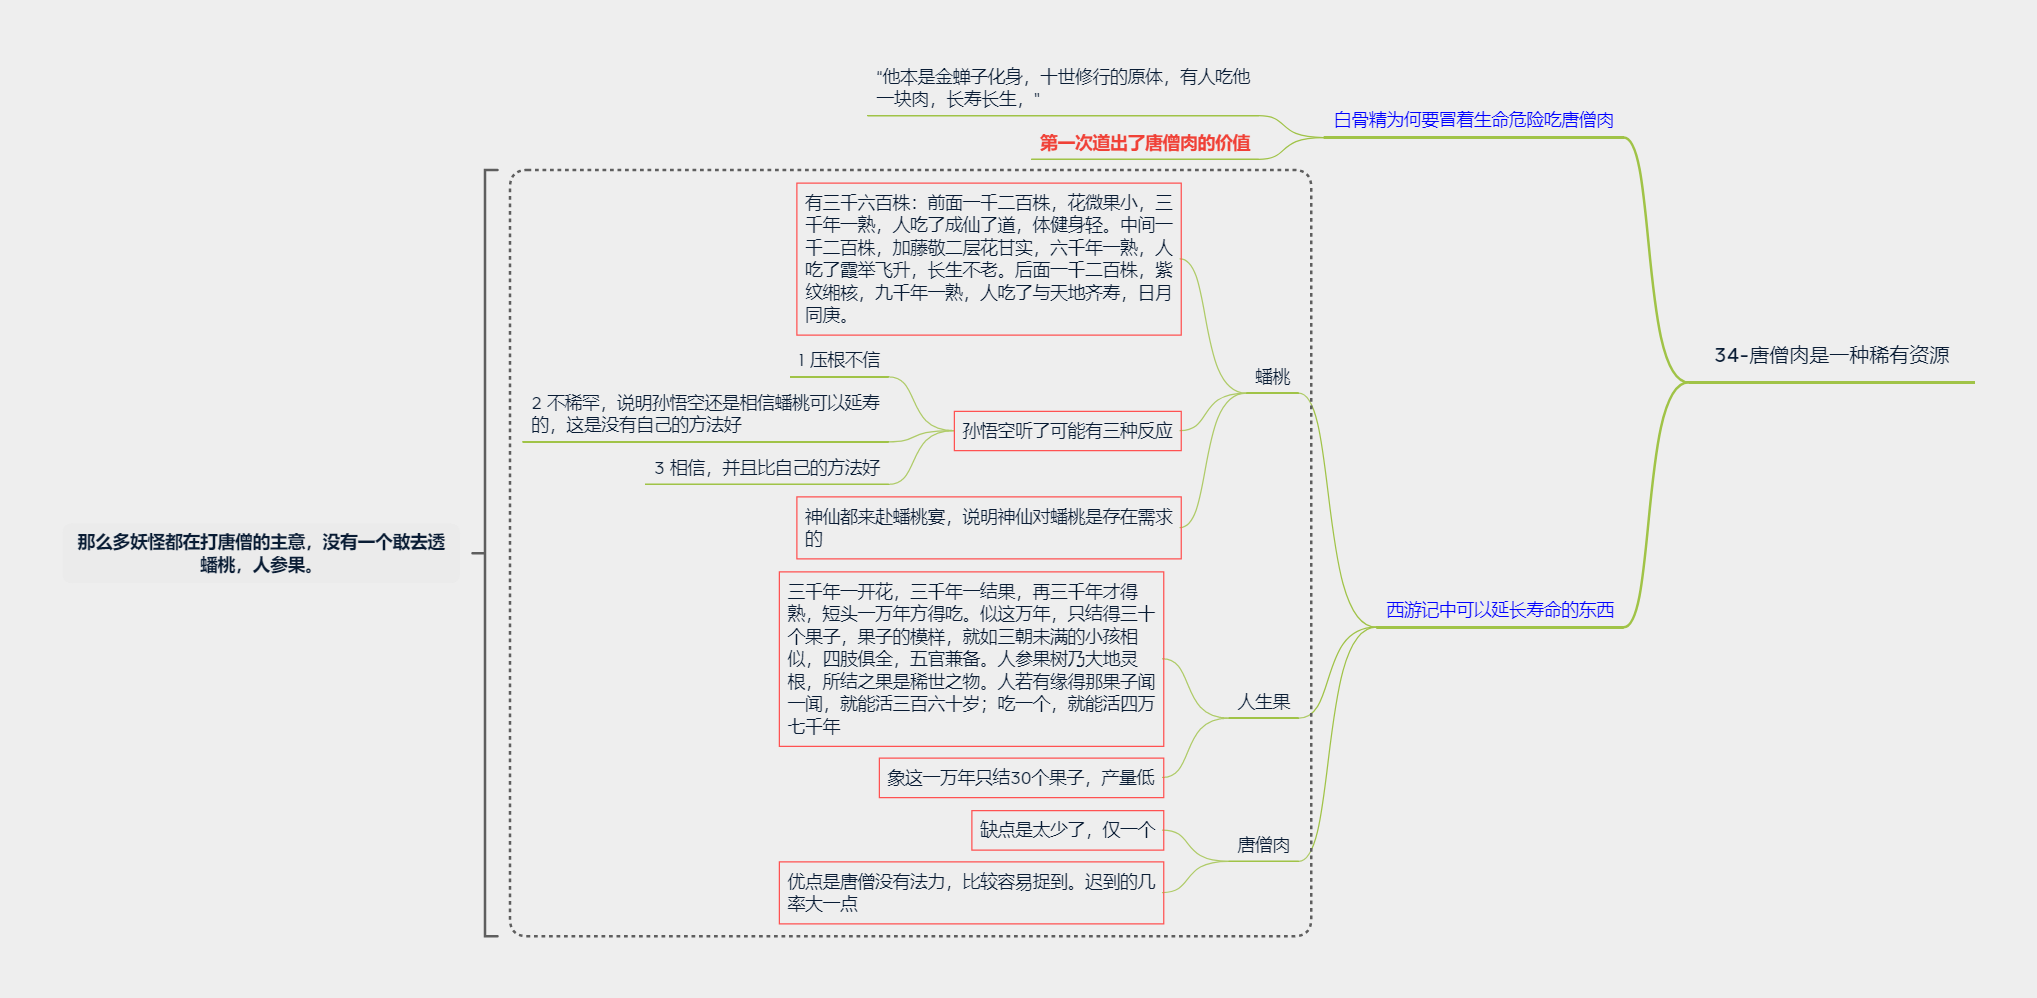 34-唐僧肉是一种稀有资源
白骨精为何要冒着生命危险吃唐僧肉
"他本是金蝉子化身，十世修行的原体，有人吃他
一块肉，长寿长生，"
第一次道出了唐僧肉的价值
西游记中可以延长寿命的东西
蟠桃
有三千六百株：前面一千二百株，花微果小，三
千年一熟，人吃了成仙了道，体健身轻。中间一
千二百株，加藤敬二层花甘实，六千年一熟，人
吃了霞举飞升，长生不老。后面一千二百株，紫
纹缃核，九千年一熟，人吃了与天地齐寿，日月
同庚。
孙悟空听了可能有三种反应
1 压根不信
2 不稀罕，说明孙悟空还是相信蟠桃可以延寿
的，这是没有自己的方法好
3 相信，并且比自己的方法好
神仙都来赴蟠桃宴，说明神仙对蟠桃是存在需求
的
人生果
三千年一开花，三千年一结果，再三千年才得
熟，短头一万年方得吃。似这万年，只结得三十
个果子，果子的模样，就如三朝未满的小孩相
似，四肢俱全，五官兼备。人参果树乃大地灵
根，所结之果是稀世之物。人若有缘得那果子闻
一闻，就能活三百六十岁；吃一个，就能活四万
七千年
象这一万年只结30个果子，产量低
唐僧肉
缺点是太少了，仅一个
优点是唐僧没有法力，比较容易捉到。迟到的几
率大一点
那么多妖怪都在打唐僧的主意，没有一个敢去透
蟠桃，人参果。